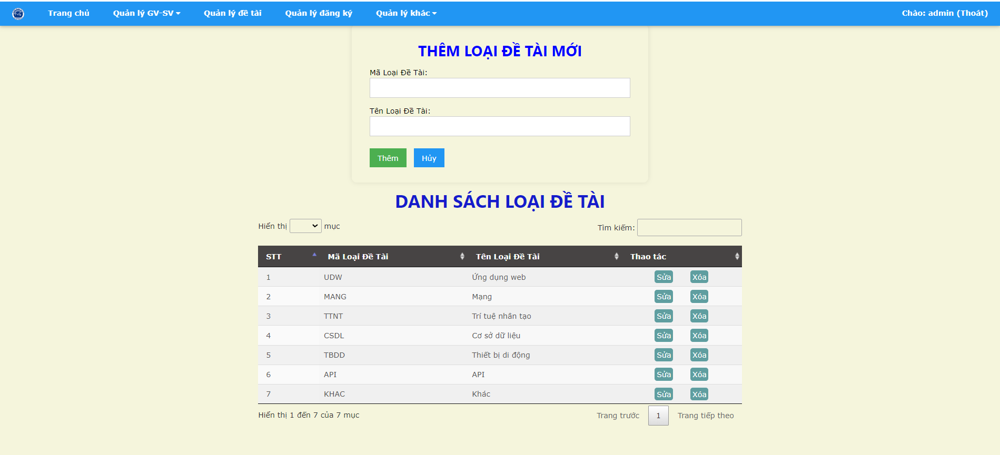 Trang chủ Quản lý GV-SV Quản lý đề tài Quản lý đăng ký Quản lý khác Chào: admin (Thoát)
THÊM LOẠI ĐỀ TÀI MỚI
Mã Loại Đề Tài:
Tên Loại Đề Tài:
Thêm Hủy
DANH SÁCH LOẠI ĐỀ TÀI
Hiển thị mục Tìm kiếm:
STT Mã Loại Đề Tài Tên Loại Đề Tài Thao tác
1 UDW Ứng dụng web Sửa Xóa
2 MANG Mạng Sửa Xóa
3 TTNT Trí tuệ nhân tạo Sửa Xóa
4 CSDL Cơ sở dữ liệu Sửa Xóa
5 TBDD Thiết bị di động Sửa Xóa
6 API API Sửa Xóa
7 KHAC Khác Sửa Xóa
Hiển thị 1 đến 7 của 7 mục Trang trước 1 Trang tiếp theo